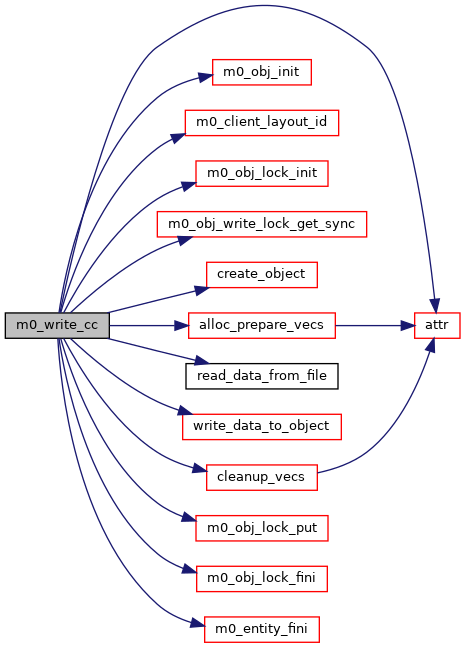 m0_obj_init
m0_client_layout_id
m0_obj_lock_init
m0_obj_write_lock_get_sync
create_object
m0_write_cc
alloc_prepare_vecs
attr
read_data_from_file
write_data_to_object
cleanup_vecs
m0_obj_lock_put
m0_obj_lock_fini
m0_entity_fini